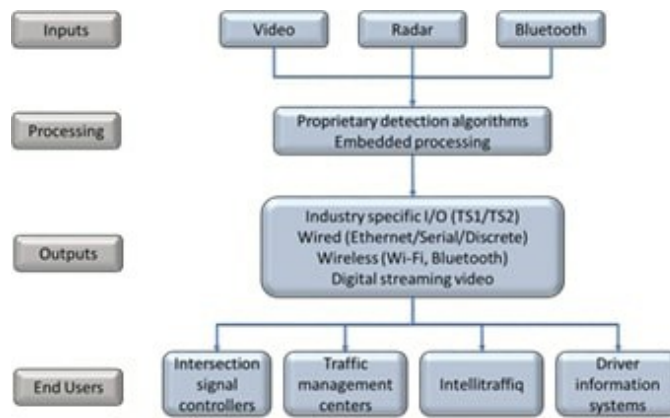 Inputs
Video
Radar
Bluetooth
Processing
Proprietary detection algorithms
Embedded processing
Outputs
Industry specific I/O (TS1/TS2)
Wired (Ethernet/Serial/Discrete)
Wireless (Wi-Fi, Bluetooth)
Digital streaming video
End Users
Intersection
signal
controllers
Traffic
management
centers
Intellitraffiq
Driver
information
systems